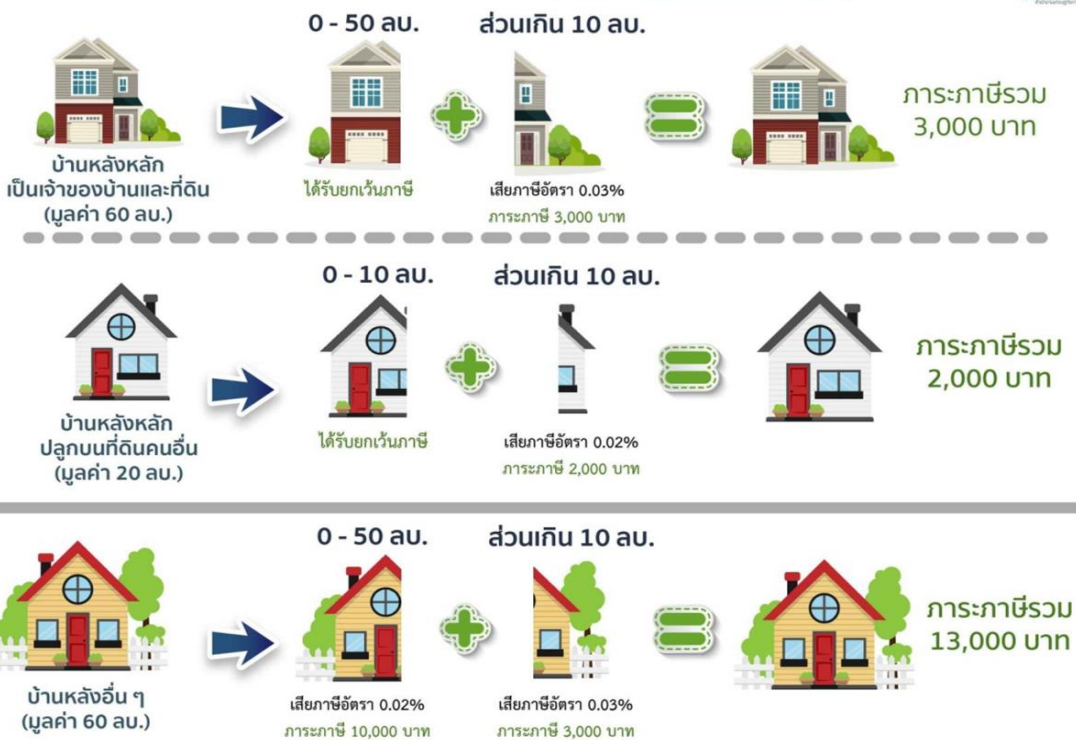 0 - 50 ลบ.
ส่วนเกิน 10 ลบ.
บ้านหลังหลัก
เป็นเจ้าของบ้านและที่ดิน
(มูลค่า 60 ลบ.)
ได้รับยกเว้นภาษี
เสียภาษีอัตรา 0.03%
ภาระภาษี 3,000 บาท
ภาระภาษีรวม
3,000 บาท
0 - 10 ลบ.
ส่วนเกิน 10 ลบ.
บ้านหลังหลัก
ปลูกบนที่ดินคนอื่น
(มูลค่า 20 ลบ.)
ได้รับยกเว้นภาษี
เสียภาษีอัตรา 0.02%
ภาระภาษี 2,000 บาท
ภาระภาษีรวม
2,000 บาท
0 - 50 ลบ.
ส่วนเกิน 10 ลบ.
บ้านหลังอื่น ๆ
(มูลค่า 60 ลบ.)
เสียภาษีอัตรา 0.02%
ภาระภาษี 10,000 บาท
เสียภาษีอัตรา 0.03%
ภาระภาษี 3,000 บาท
ภาระภาษีรวม
13,000 บาท